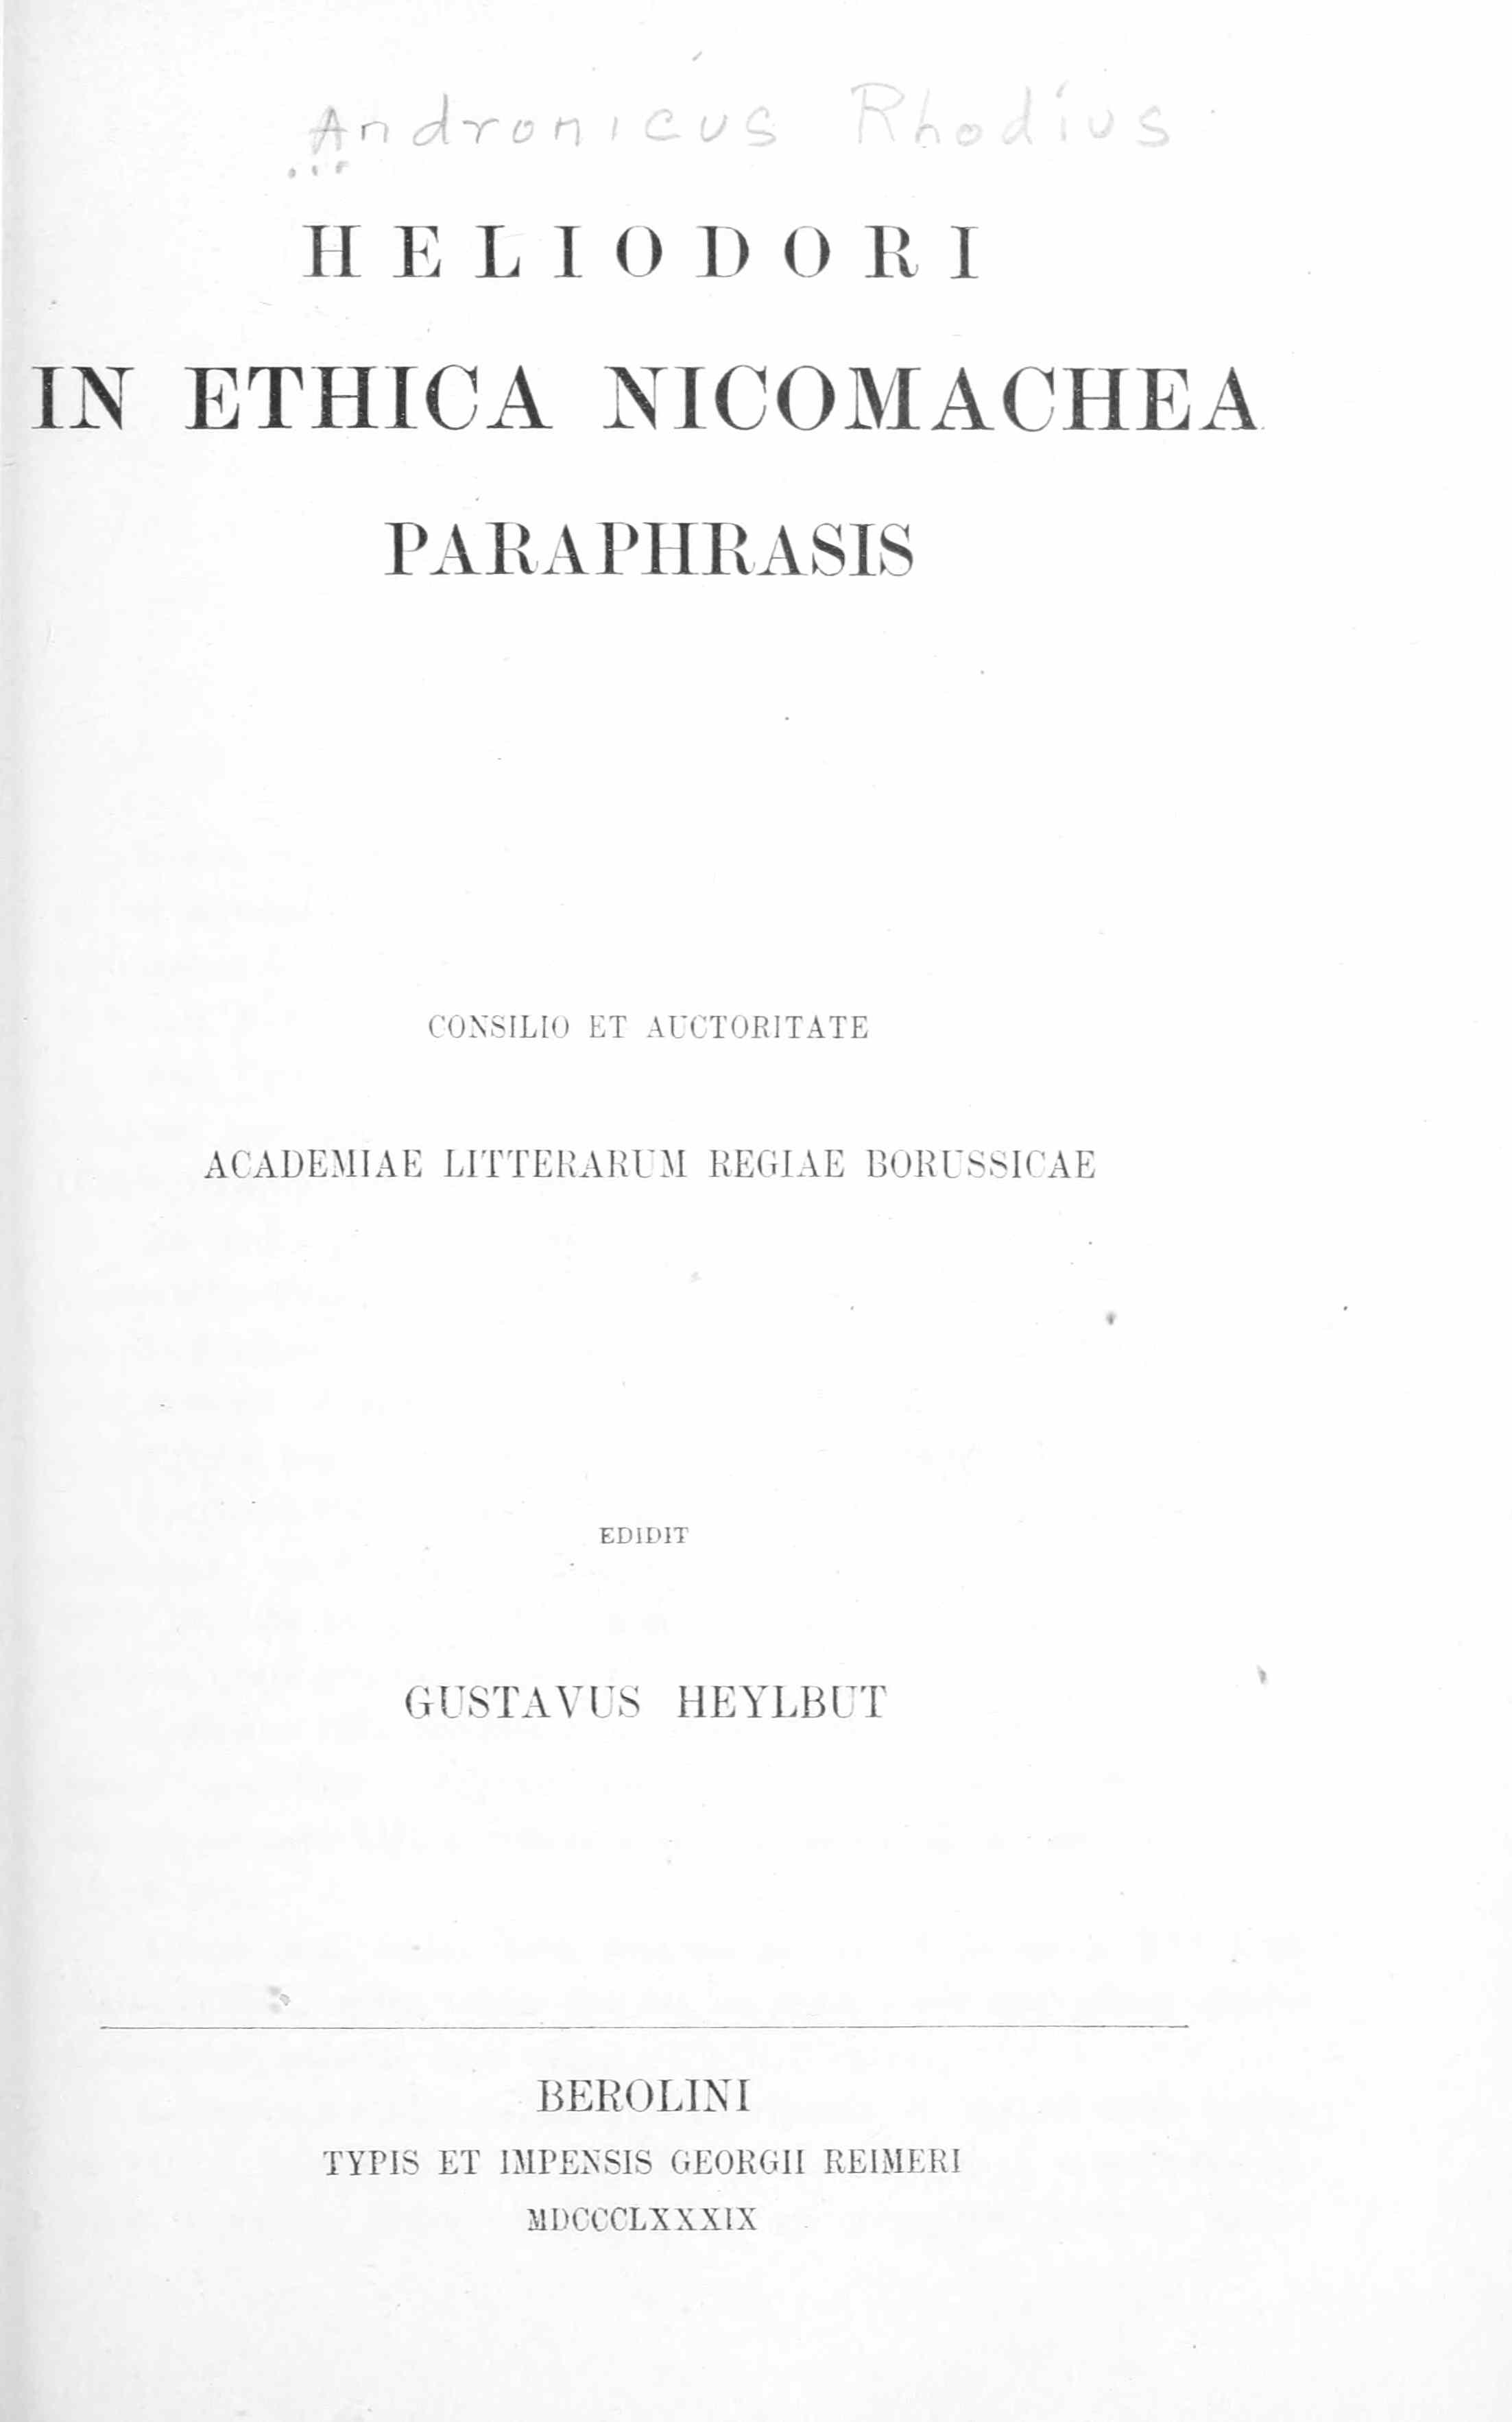 Andronicus Rhodius
...
HELIODORI
IN ETHICA NICOMACHEA
PARAPHRASIS
CONSILIO ET AUCTORITATE
ACADEMIAE LITTERARUM REGIAE BORUSSICAE
EDIDIT
GUSTAVUS HEYLBUT
BEROLINI
TYPIS ET IMPENSIS GEORGII REIMERI
MDCCCLXXXIX